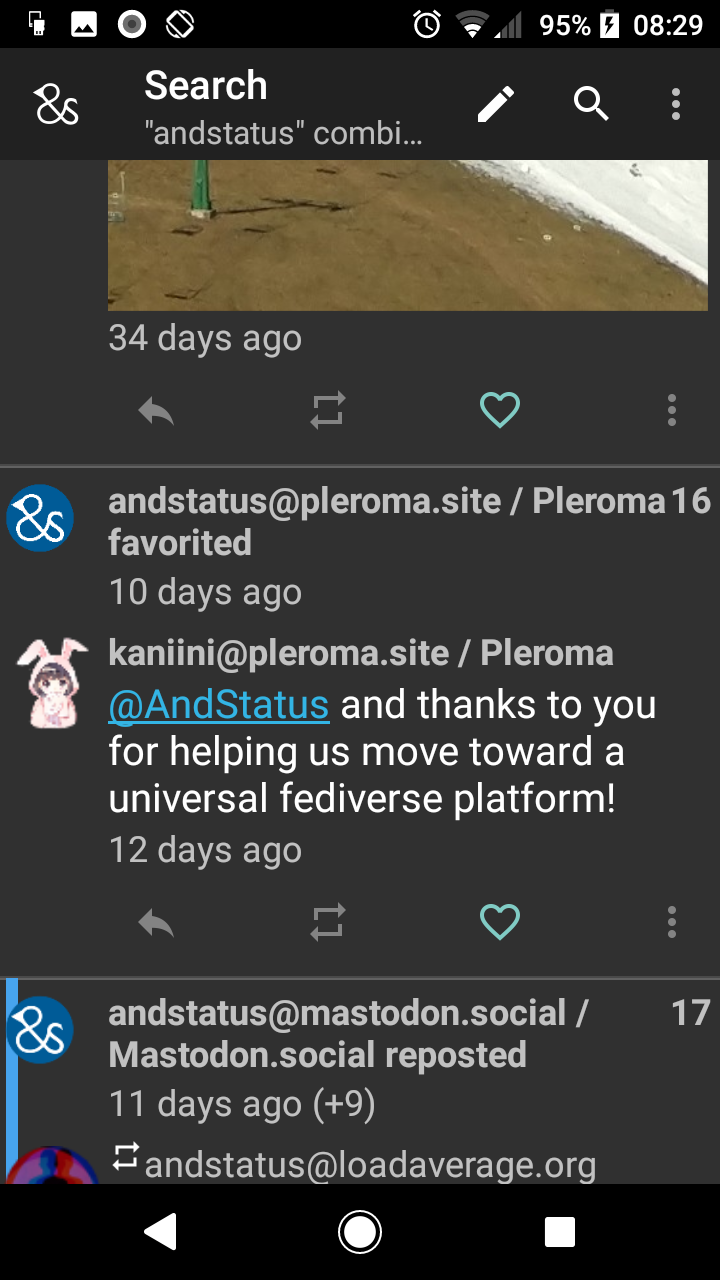 95% 08:29
Search
"andstatus" combi...
34 days ago
andstatus@pleroma.site / Pleroma 16
favorited
10 days ago
kaniini@pleroma.site / Pleroma
@AndStatus and thanks to you
for helping us move toward a
universal fediverse platform!
12 days ago
andstatus@mastodon.social / 17
Mastodon.social reposted
11 days ago (+9)
andstatus@loadaverage.org